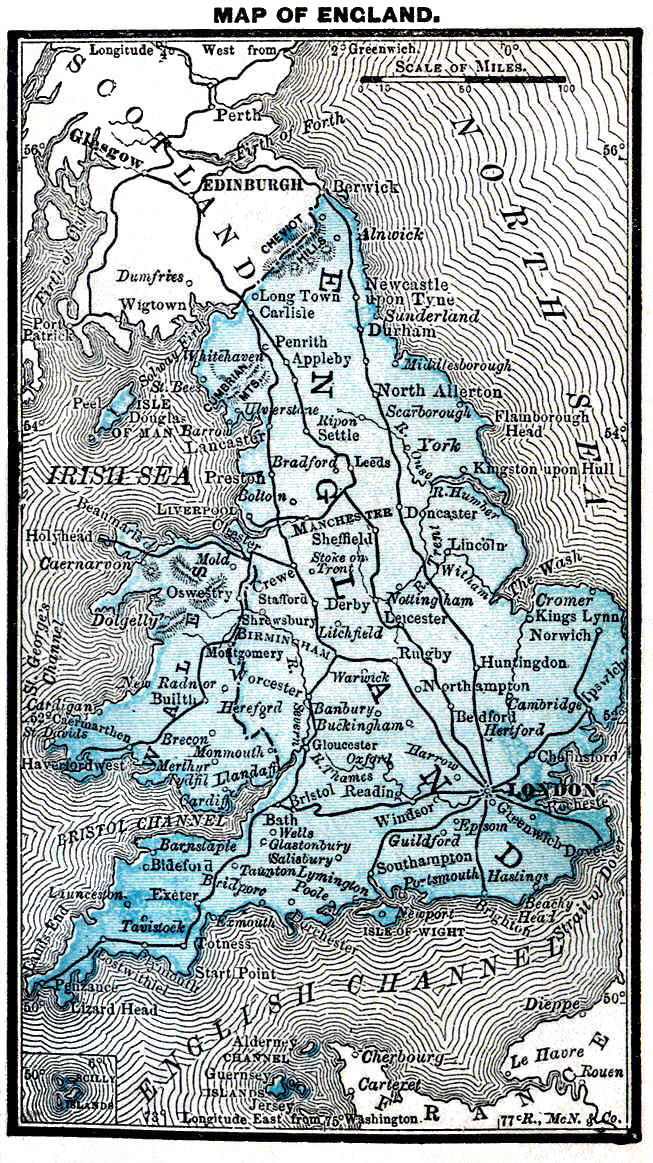 MAP OF ENGLAND.
Longitude 4° West from 2° Greenwich. 0°
SCALE OF MILES.
0 10 60 100
SCOTLAND
Perth
Firth of Forth
NORTH SEA
56°
Glasgow
56°
EDINBURGH
Berwick
Firth of Clyde
CHEVIOT HILLS
Alnwick
ENGLAND
Dumfries
Long Town
Newcastle upon Tyne
Wigtown
Carlisle
Sunderland
Port Patrick
Durham
Solway Firth
Penrith
Whitehaven
Appleby
Middlesborough
St. Bees
CUMBRIAN MTS.
North Allerton
Peel
ISLE OF MAN
Douglas
Ulverstone
Scarborough
Flamborough Head
54°
Barrow
Ripon
Settle
54°
Lancaster
R. Ouse
York
IRISH SEA
Bradford
Leeds
Kingston upon Hull
Preston
Bolton
R. Humber
Beaumaris
LIVERPOOL
MANCHESTER
Doncaster
Holyhead
Chester
Sheffield
Lincoln
Caernarvon
Mold
Stoke on Trent
R. Trent
Witham
The Wash
WALES
Crewe
Oswestry
Stafford
Derby
Nottingham
Cromer
Dolgelly
Shrewsbury
Litchfield
Leicester
Kings Lynn
St. George's Channel
BIRMINGHAM
Norwich
Montgomery
Rugby
Huntingdon
New Radnor
Worcester
Warwick
Northampton
Ipswich
Builth
Cambridge
Cardigan
Hereford
Banbury
Bedford
52°
Caermarthen
Buckingham
Hertford
52°
St Davids
Brecon
R. Severn
Monmouth
Gloucester
Harrow
Chelmsford
Haverfordwest
Merthur Tydfil
Llandaff
Oxford
R. Thames
LONDON
Cardiff
Bristol
Reading
Windsor
Greenwich
Rochester
BRISTOL CHANNEL
Bath
Wells
Epsom
Dover
Barnstaple
Glastonbury
Guildford
Bideford
Salisbury
Southampton
Launceston
Exeter
Taunton
Lymington
Portsmouth
Hastings
Bridport
Poole
Strait of Dover
Tavistock
Exmouth
Dorchester
Newport
Brighton
Beachy Head
Lands End
Totness
ISLE OF WIGHT
Lostwithiel
Plymouth
Start Point
Penzance
50°
Lizard Head
ENGLISH CHANNEL
Dieppe
50°
Alderney
CHANNEL ISLANDS
Cherbourg
Le Havre
50°
6°
SCILLY ISLANDS
Guernsey
Carteret
Rouen
Jersey
FRANCE
73° Longitude East from 75° Washington. 77° R., McN. & Co.